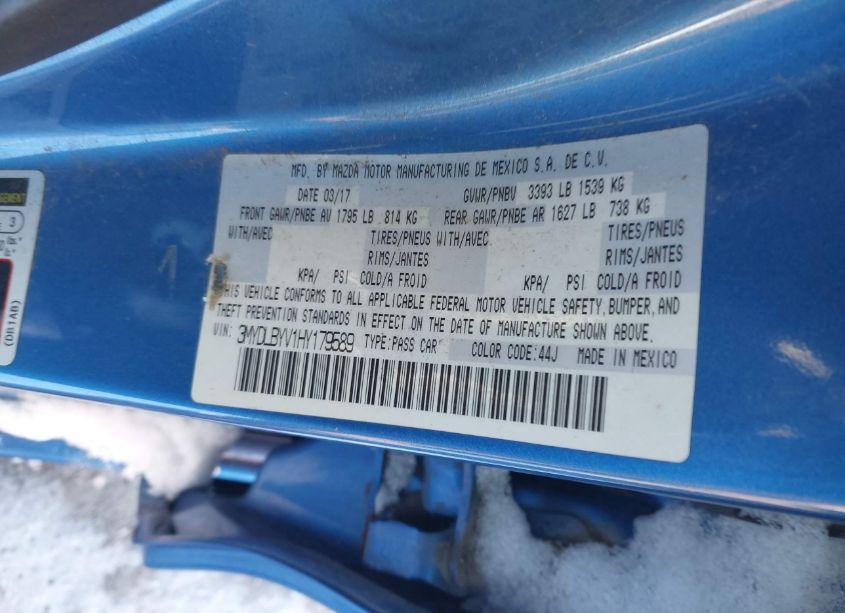 GEMENT
3
lbs."
(DB1AB)
MFD. BY MAZDA MOTOR MANUFACTURING DE MEXICO S.A. DE C.V.
DATE 03/17 GVWR/PNBV 3393 LB 1539 KG
FRONT GAWR/PNBE AV 1795 LB 814 KG REAR GAWR/PNBE AR 1627 LB 738 KG
WITH/AVEC TIRES/PNEUS WITH/AVEC TIRES/PNEUS
RIMS/JANTES RIMS/JANTES
KPA/ PSI COLD/A FROID KPA/ PSI COLD/A FROID
THIS VEHICLE CONFORMS TO ALL APPLICABLE FEDERAL MOTOR VEHICLE SAFETY, BUMPER, AND
THEFT PREVENTION STANDARDS IN EFFECT ON THE DATE OF MANUFACTURE SHOWN ABOVE.
VIN: 3MYDLBYV1HY179589 TYPE:PASS CAR COLOR CODE:44J MADE IN MEXICO